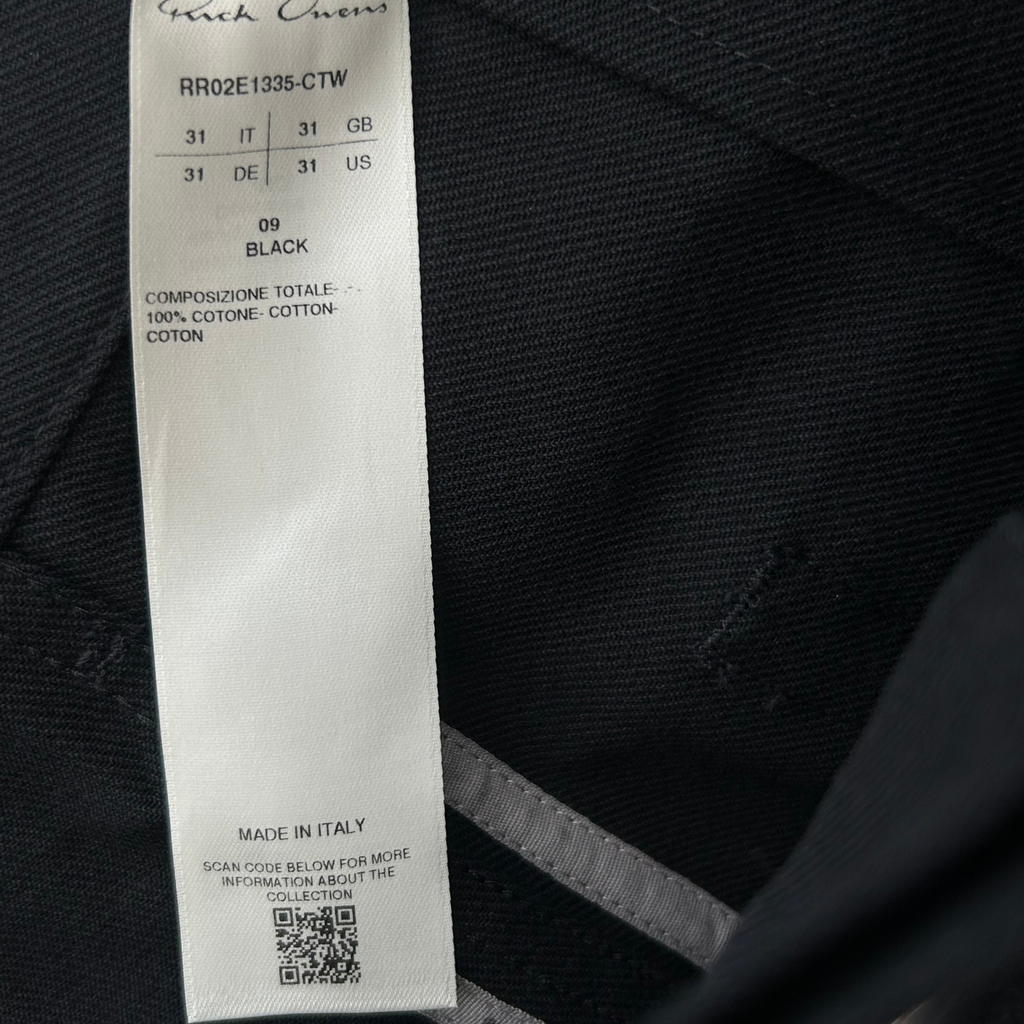 Rick Owens
RR02E1335-CTW
31 IT 31 GB
31 DE 31 US
09
BLACK
COMPOSIZIONE TOTALE-
100% COTONE- COTTON-
COTON
MADE IN ITALY
SCAN CODE BELOW FOR MORE
INFORMATION ABOUT THE
COLLECTION